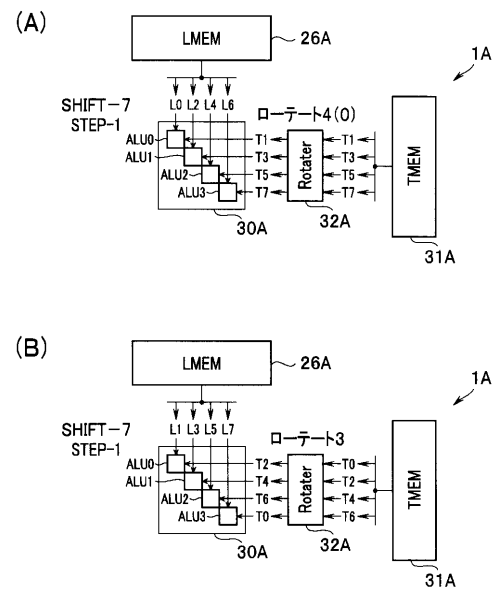 (A)
LMEM
26A
1A
SHIFT-7
STEP-1
L0 L2 L4 L6
ローテート4(0)
ALU0
ALU1
ALU2
ALU3
T1
T3
T5
T7
Rotater
T1
T3
T5
T7
TMEM
30A
32A
31A
(B)
LMEM
26A
1A
SHIFT-7
STEP-1
L1 L3 L5 L7
ローテート3
ALU0
ALU1
ALU2
ALU3
T2
T4
T6
T0
Rotater
T0
T2
T4
T6
TMEM
30A
32A
31A